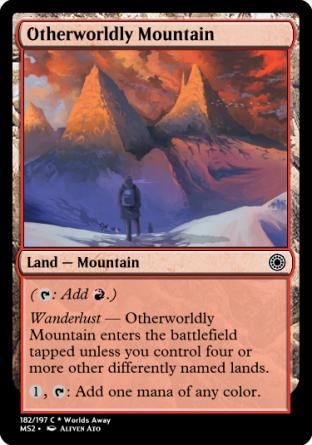 Otherworldly Mountain
Land — Mountain
( : Add .)
Wanderlust — Otherworldly
Mountain enters the battlefield
tapped unless you control four or
more other differently named lands.
1, : Add one mana of any color.
182/197 C * Worlds Away
MS2 • Aliven Ato